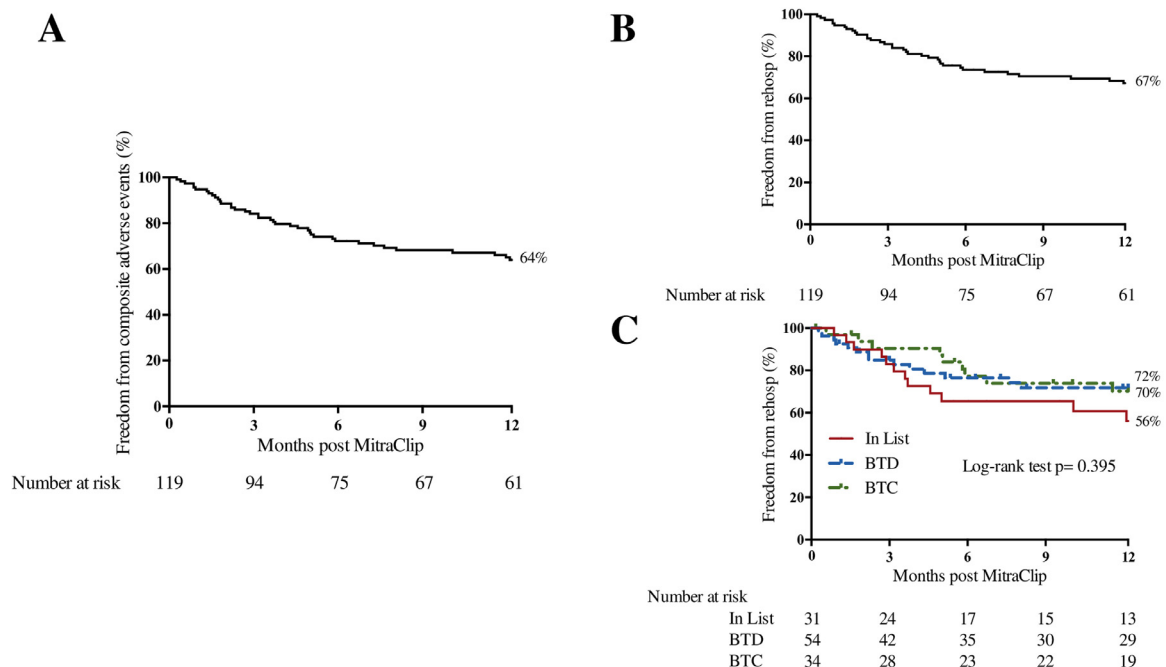 A
Freedom from composite adverse events (%)
100
80
60
40
20
0
64%
0 3 6 9 12
Months post MitraClip
Number at risk 119 94 75 67 61
B
Freedom from rehosp (%)
100
80
60
40
20
0
67%
0 3 6 9 12
Months post MitraClip
Number at risk 119 94 75 67 61
C
Freedom from rehosp (%)
100
80
60
40
20
0
72%
70%
56%
In List
BTD
BTC
Log-rank test p= 0.395
0 3 6 9 12
Months post MitraClip
Number at risk
In List 31 24 17 15 13
BTD 54 42 35 30 29
BTC 34 28 23 22 19